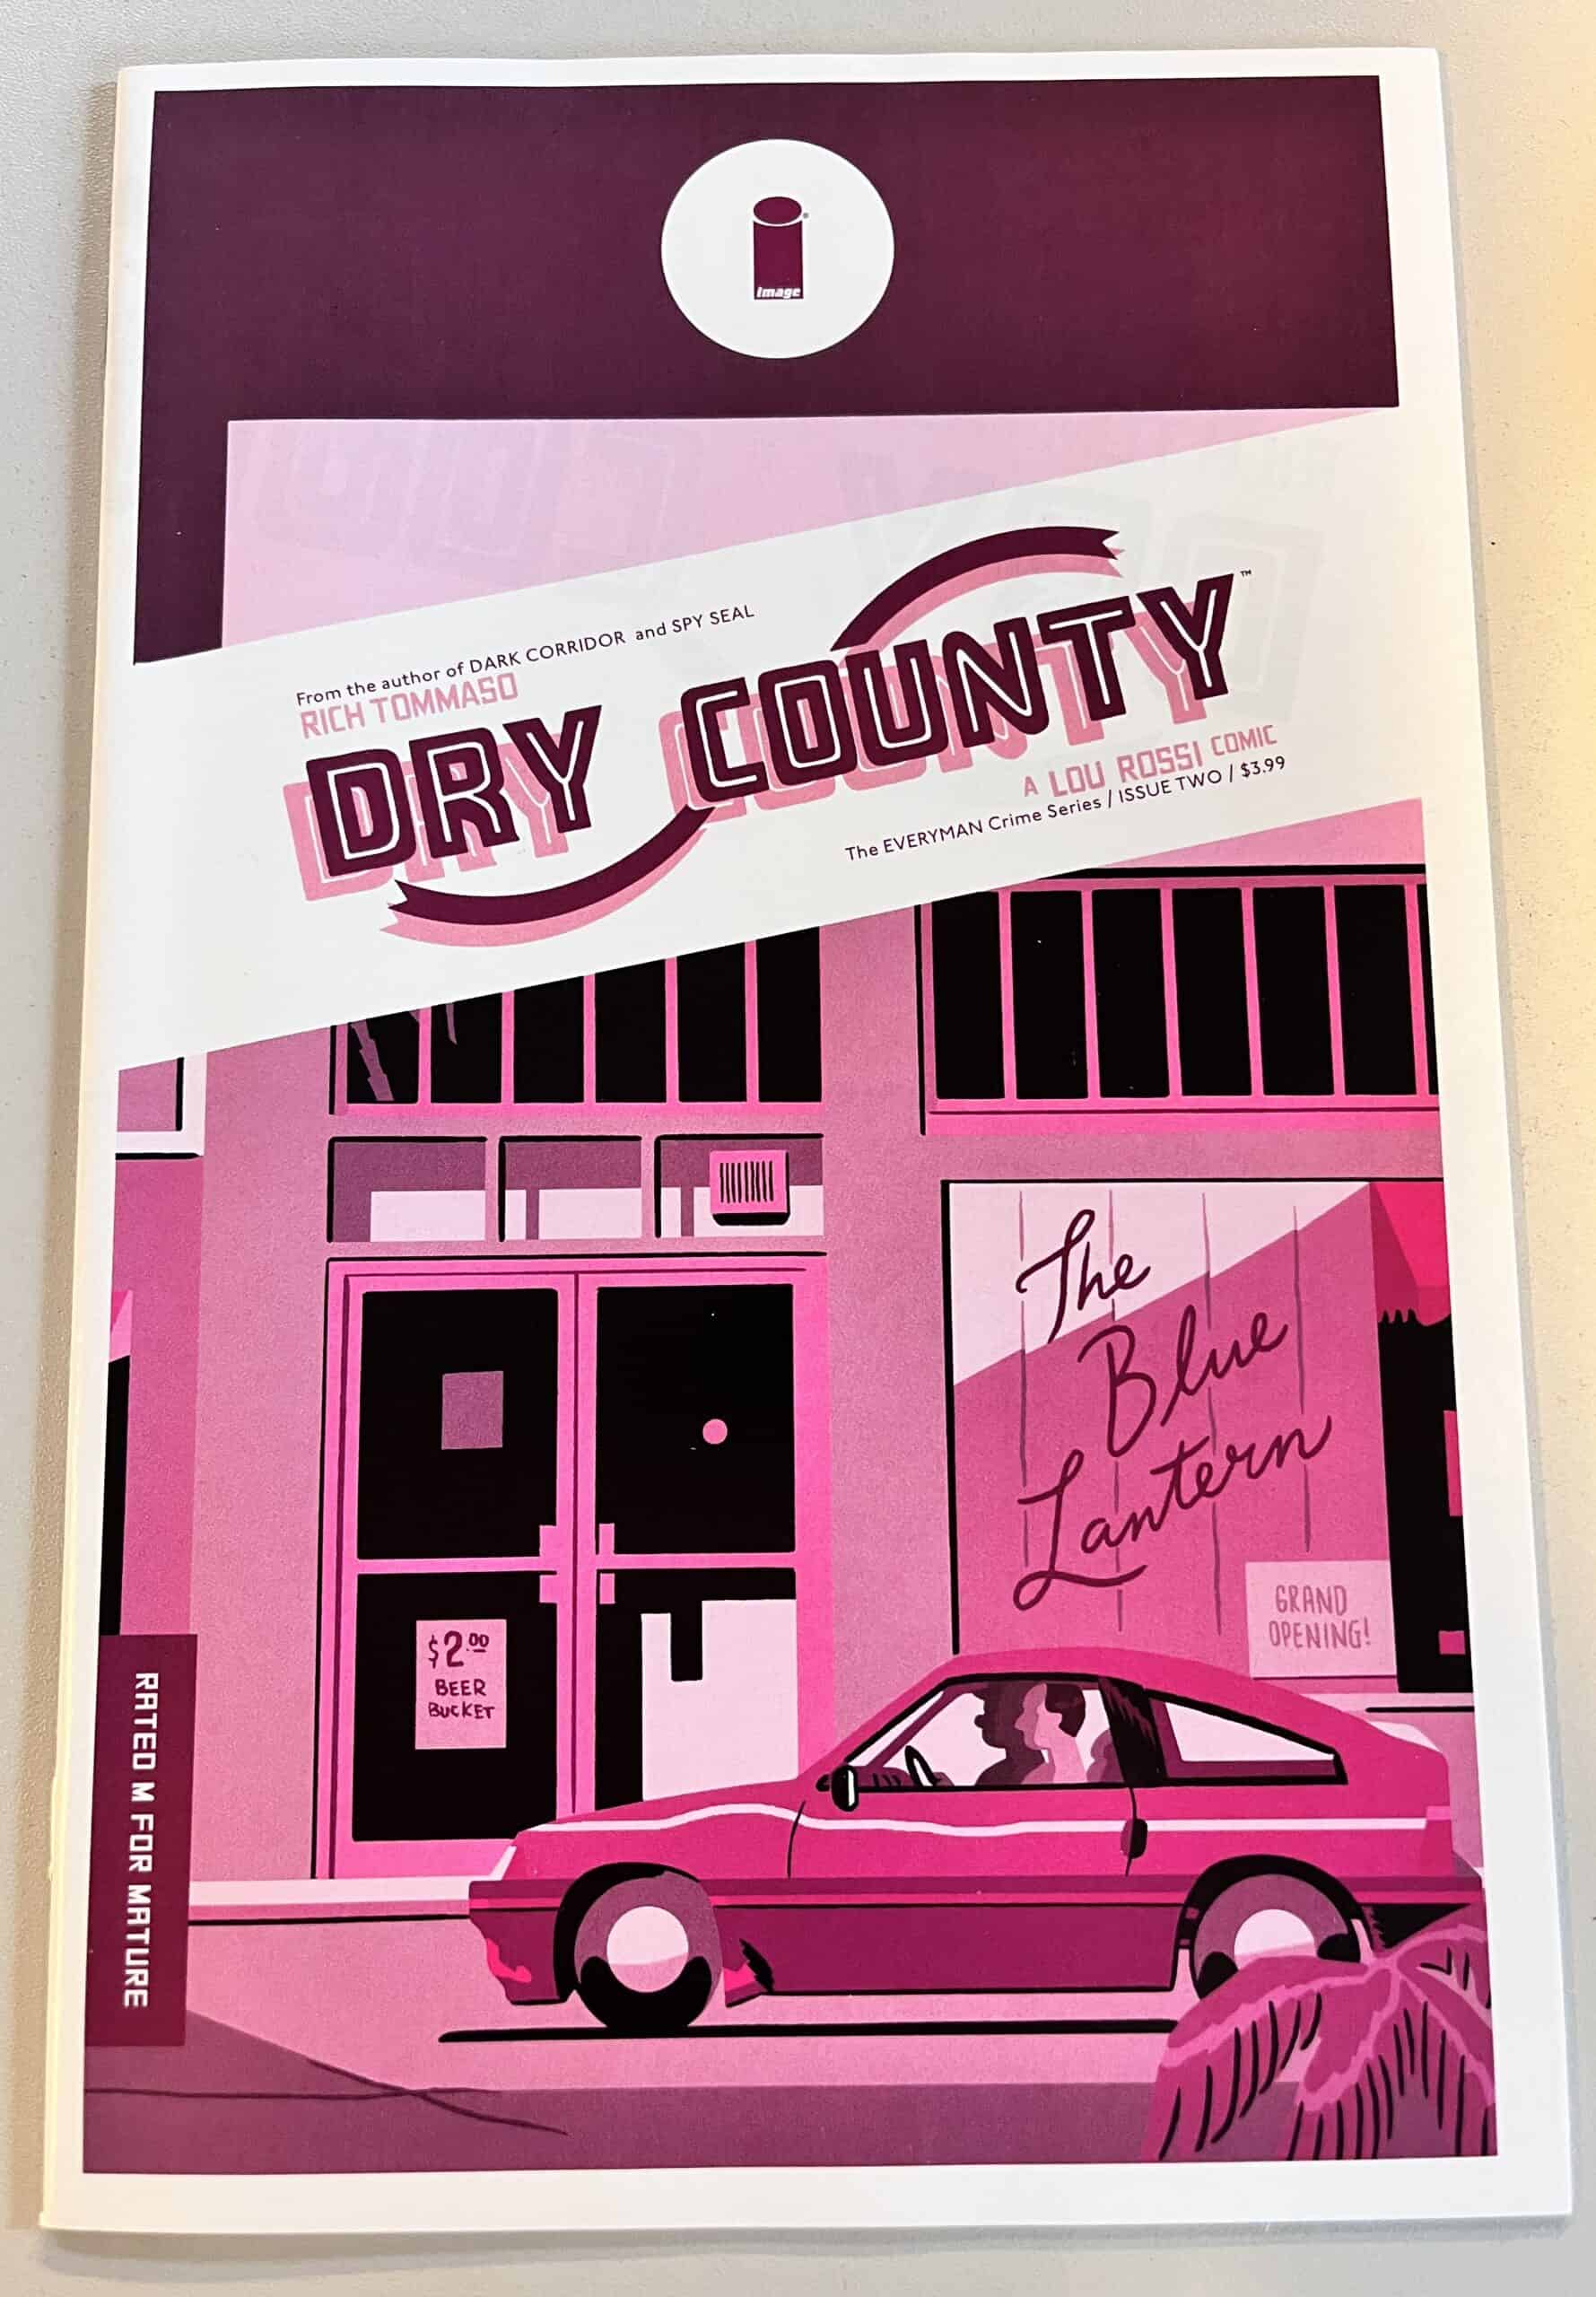 image
From the author of DARK CORRIDOR and SPY SEAL
RICH TOMMASO
DRY COUNTY™
A LOU ROSSI COMIC
The EVERYMAN Crime Series / ISSUE TWO / $3.99
The
Blue
Lantern
GRAND
OPENING!
$2.00
BEER
BUCKET
RATED M FOR MATURE